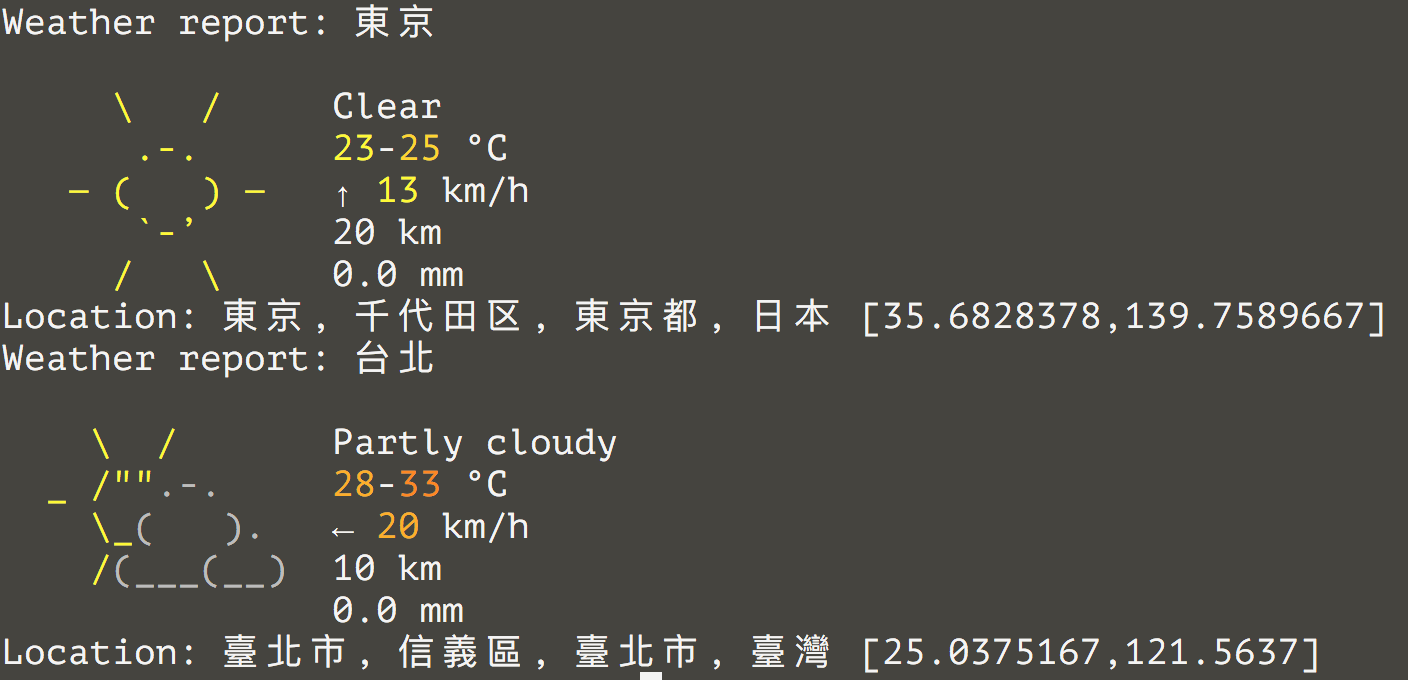 Weather report: 東京
\ / Clear
.-. 23-25 °C
― ( ) ― ↑ 13 km/h
`-’ 20 km
/ \ 0.0 mm
Location: 東京, 千代田区, 東京都, 日本 [35.6828378,139.7589667]
Weather report: 台北
\ / Partly cloudy
_ /"".-. 28-33 °C
\_( ). ← 20 km/h
/(___(__) 10 km
0.0 mm
Location: 臺北市, 信義區, 臺北市, 臺灣 [25.0375167,121.5637]